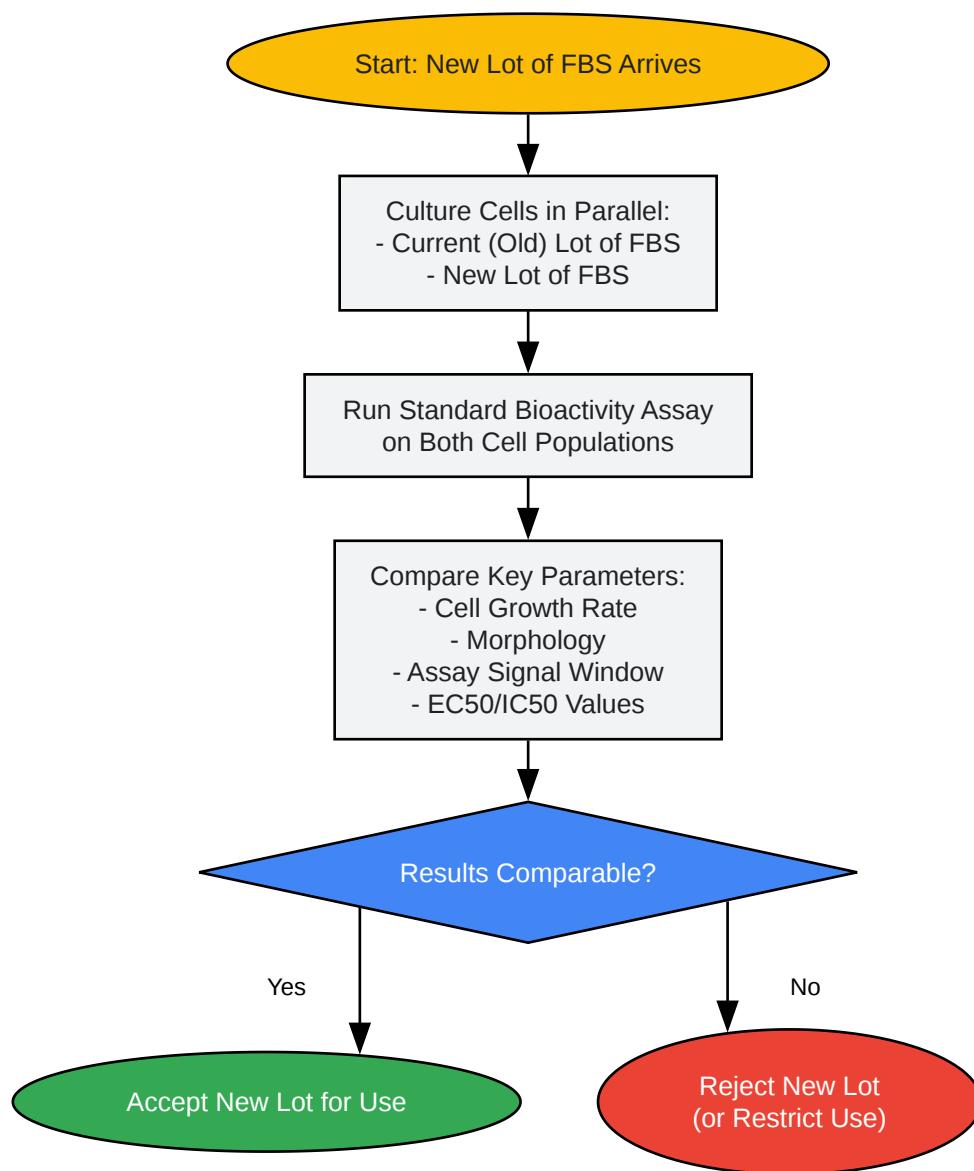 Start: New Lot of FBS Arrives
Culture Cells in Parallel:
- Current (Old) Lot of FBS
- New Lot of FBS
Run Standard Bioactivity Assay
on Both Cell Populations
Compare Key Parameters:
- Cell Growth Rate
- Morphology
- Assay Signal Window
- EC50/IC50 Values
Results Comparable?
Yes
No
Accept New Lot for Use
Reject New Lot
(or Restrict Use)